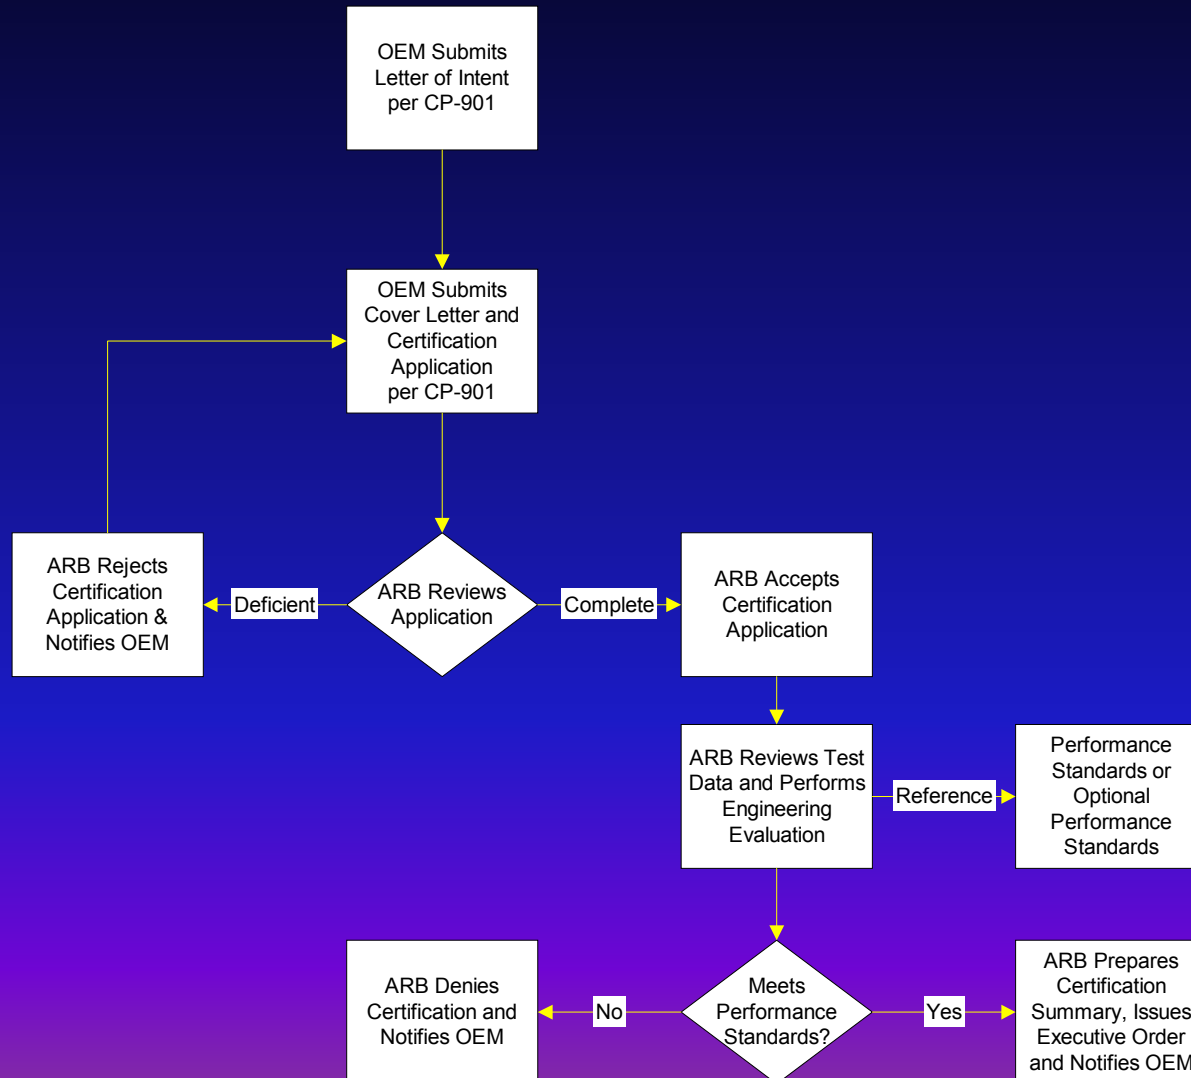 OEM Submits
Letter of Intent
per CP-901
OEM Submits
Cover Letter and
Certification
Application
per CP-901
ARB Rejects
Certification
Application &
Notifies OEM
Deficient
ARB Reviews
Application
Complete
ARB Accepts
Certification
Application
ARB Reviews Test
Data and Performs
Engineering
Evaluation
Reference
Performance
Standards or
Optional
Performance
Standards
ARB Denies
Certification and
Notifies OEM
No
Meets
Performance
Standards?
Yes
ARB Prepares
Certification
Summary, Issues
Executive Order
and Notifies OEM